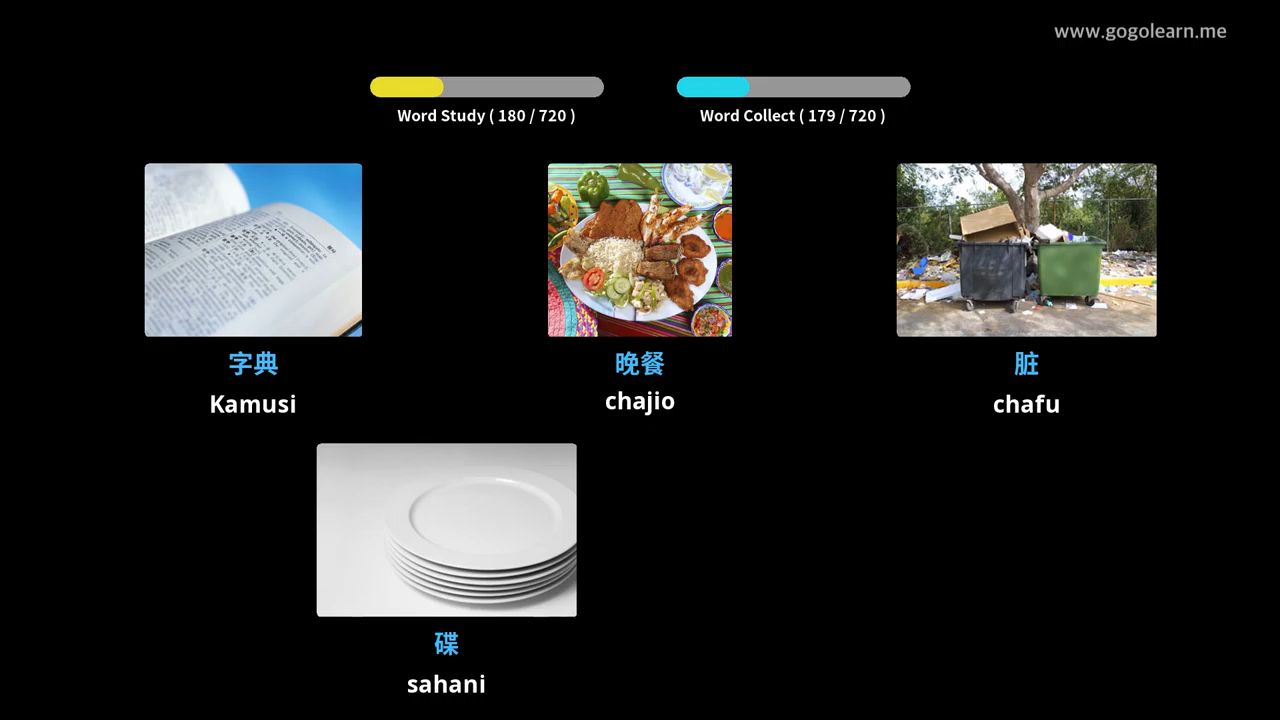 www.gogolearn.me
Word Study ( 180 / 720 )
Word Collect ( 179 / 720 )
字典
Kamusi
晚餐
chajio
脏
chafu
碟
sahani